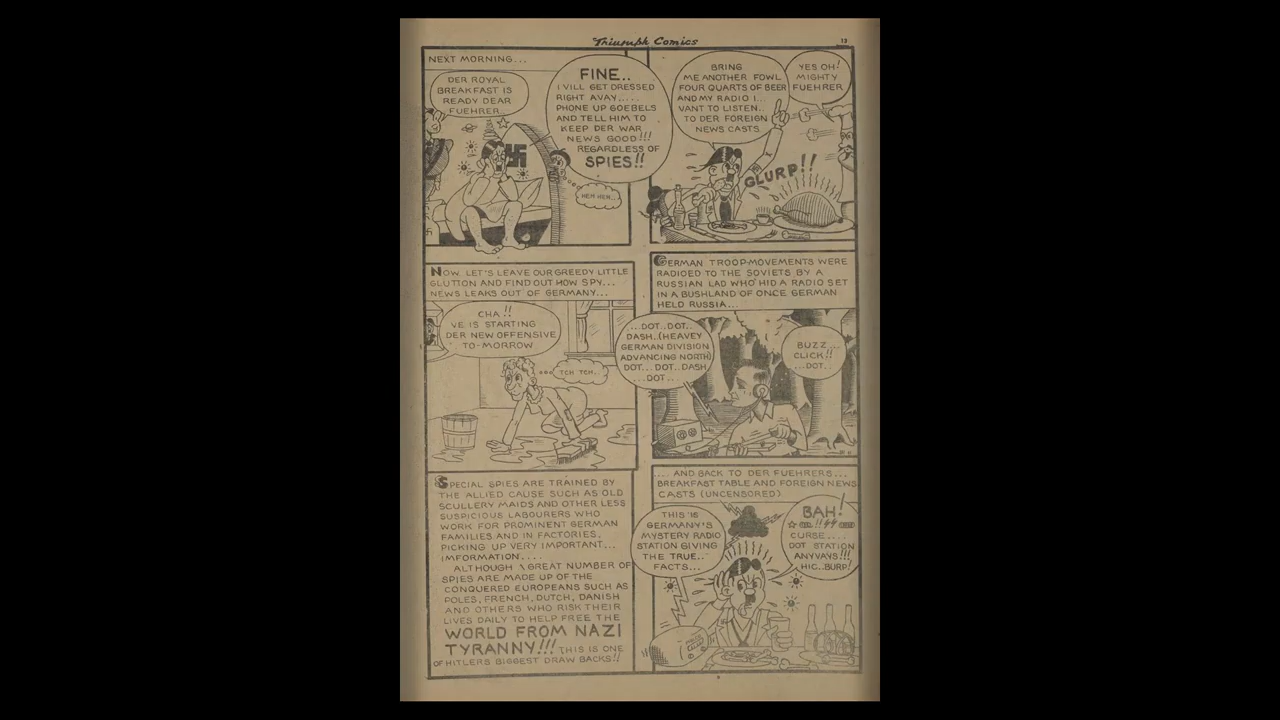 Triumph Comics
13
NEXT MORNING...
DER ROYAL
BREAKFAST IS
READY DEAR
FUEHRER...
FINE..
I VILL GET DRESSED
RIGHT AVAY.....
PHONE UP GOEBELS
AND TELL HIM TO
KEEP DER WAR
NEWS GOOD!!!
REGARDLESS OF
SPIES!!
HEH HEH...
BRING
ME ANOTHER FOWL
FOUR QUARTS OF BEER
AND MY RADIO I...
VANT TO LISTEN..
TO DER FOREIGN
NEWS CASTS
YES OH!
MIGHTY
FUEHRER
GLURP!!
NOW LET'S LEAVE OUR GREEDY LITTLE
GLUTTON AND FIND OUT HOW SPY...
NEWS LEAKS OUT OF GERMANY...
CHA!!
VE IS STARTING
DER NEW OFFENSIVE
TO-MORROW
TCH TCH..
GERMAN TROOP-MOVEMENTS WERE
RADIOED TO THE SOVIETS BY A
RUSSIAN LAD WHO HID A RADIO SET
IN A BUSHLAND OF ONCE GERMAN
HELD RUSSIA...
...DOT..DOT..
DASH.(HEAVEY
GERMAN DIVISION
ADVANCING NORTH)
DOT...DOT..DASH
...DOT...
BUZZ...
CLICK!!
...DOT..
SPECIAL SPIES ARE TRAINED BY
THE ALLIED CAUSE SUCH AS OLD
SCULLERY MAIDS AND OTHER LESS
SUSPICIOUS LABOURERS WHO
WORK FOR PROMINENT GERMAN
FAMILIES AND IN FACTORIES,
PICKING UP VERY IMPORTANT...
IMFORMATION....
ALTHOUGH A GREAT NUMBER OF
SPIES ARE MADE UP OF THE
CONQUERED EUROPEANS SUCH AS
POLES, FRENCH, DUTCH, DANISH
AND OTHERS WHO RISK THEIR
LIVES DAILY TO HELP FREE THE
WORLD FROM NAZI
TYRANNY!!! THIS IS ONE
OF HITLERS BIGGEST DRAW BACKS!!
.... AND BACK TO DER FUEHRERS...
BREAKFAST TABLE AND FOREIGN NEWS
CASTS (UNCENSORED)
THIS IS
GERMANY'S
MYSTERY RADIO
STATION GIVING
THE TRUE..
FACTS...
BAH!
CURSE....
DOT STATION
ANYVAYS!!!
HIC..BURP!